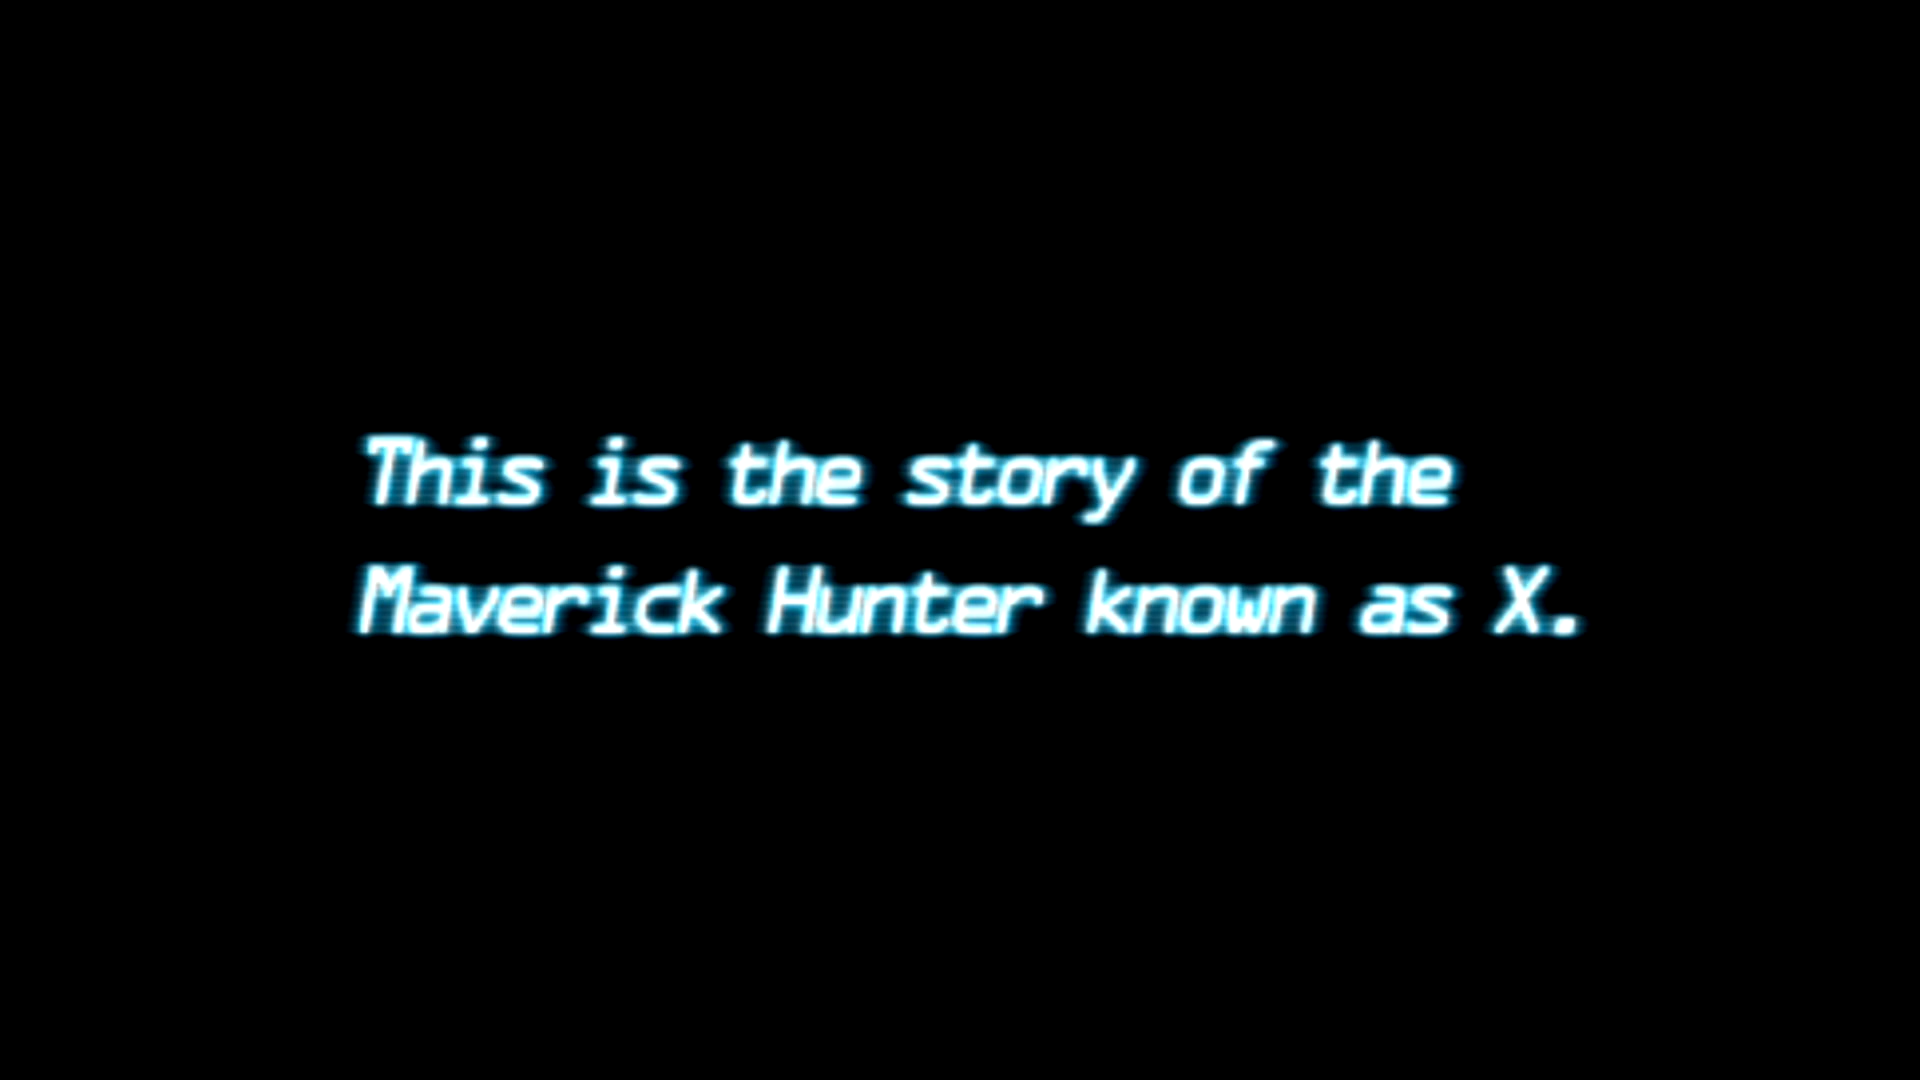 This is the story of the
Maverick Hunter known as X.